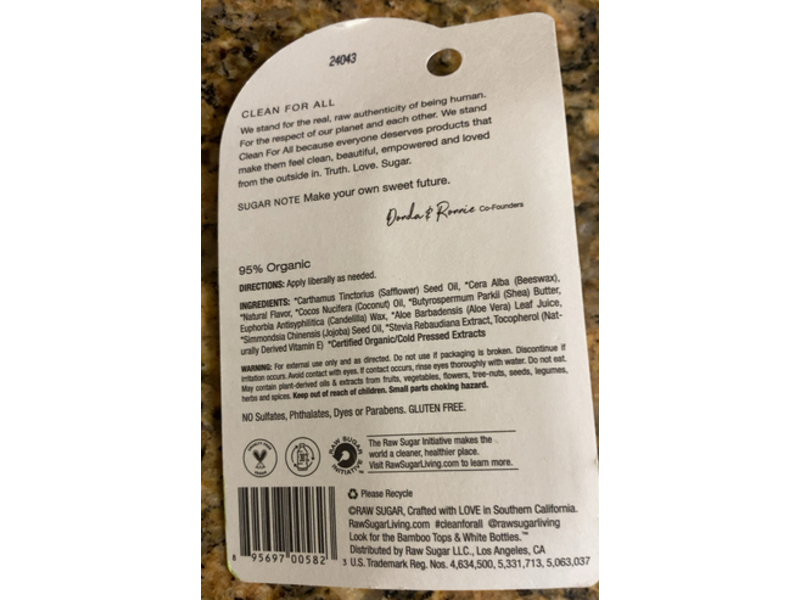 24043
CLEAN FOR ALL
We stand for the real, raw authenticity of being human.
For the respect of our planet and each other. We stand
Clean For All because everyone deserves products that
make them feel clean, beautiful, empowered and loved
from the outside in. Truth. Love. Sugar.
SUGAR NOTE Make your own sweet future.
Donda & Ronnie Co-Founders
95% Organic
DIRECTIONS: Apply liberally as needed.
INGREDIENTS: *Carthamus Tinctorius (Safflower) Seed Oil, *Cera Alba (Beeswax),
*Natural Flavor, *Cocos Nucifera (Coconut) Oil, *Butyrospermum Parkii (Shea) Butter,
Euphorbia Antisyphilitica (Candelilla) Wax, *Aloe Barbadensis (Aloe Vera) Leaf Juice,
*Simmondsia Chinensis (Jojoba) Seed Oil, *Stevia Rebaudiana Extract, Tocopherol (Nat-
urally Derived Vitamin E) *Certified Organic/Cold Pressed Extracts
WARNING: For external use only and as directed. Do not use if packaging is broken. Discontinue if
irritation occurs. Avoid contact with eyes. If contact occurs, rinse eyes thoroughly with water. Do not eat.
May contain plant-derived oils & extracts from fruits, vegetables, flowers, tree-nuts, seeds, legumes,
herbs and spices. Keep out of reach of children. Small parts choking hazard.
NO Sulfates, Phthalates, Dyes or Parabens. GLUTEN FREE.
CRUELTY FREE
VEGAN
RAW SUGAR
INITIATIVE
The Raw Sugar Initiative makes the
world a cleaner, healthier place.
Visit RawSugarLiving.com to learn more.
Please Recycle
©RAW SUGAR, Crafted with LOVE in Southern California.
RawSugarLiving.com #cleanforall @rawsugarliving
Look for the Bamboo Tops & White Bottles.™
Distributed by Raw Sugar LLC., Los Angeles, CA
U.S. Trademark Reg. Nos. 4,634,500, 5,331,713, 5,063,037
8 95697 00582 3